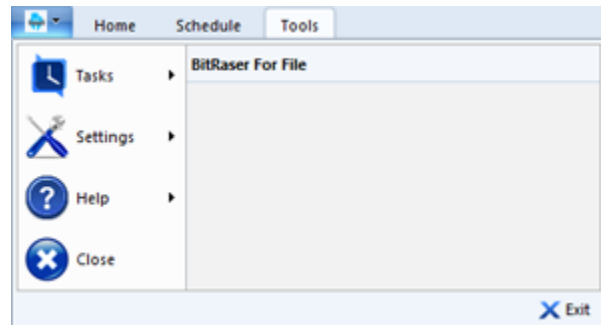 Home Schedule Tools
BitRaser For File
Tasks
Settings
Help
Close
Exit